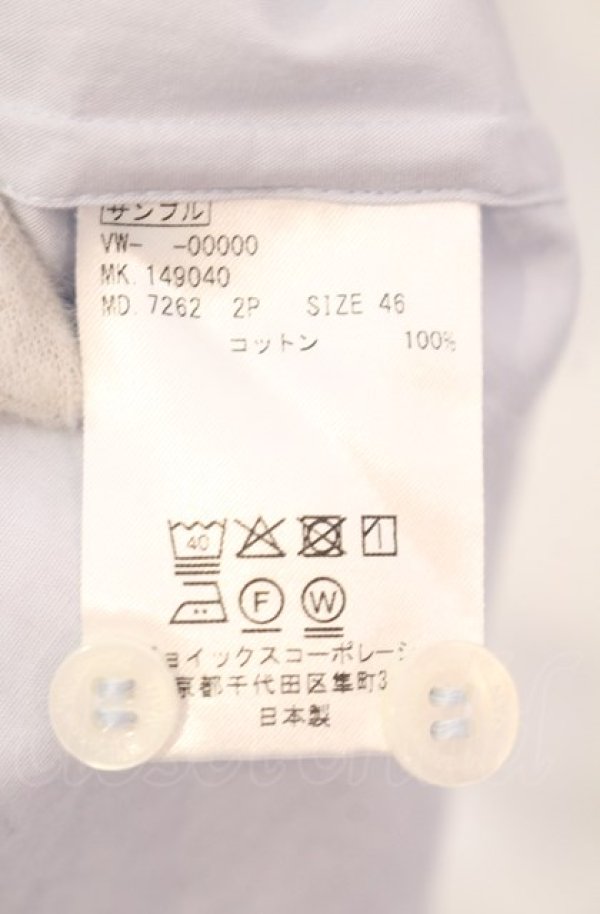 サンプル
VW- -00000
MK.149040
MD.7262 2P SIZE 46
コットン 100%
40
F W
ョイックスコーポレーシ
京都千代田区隼町3
日本製